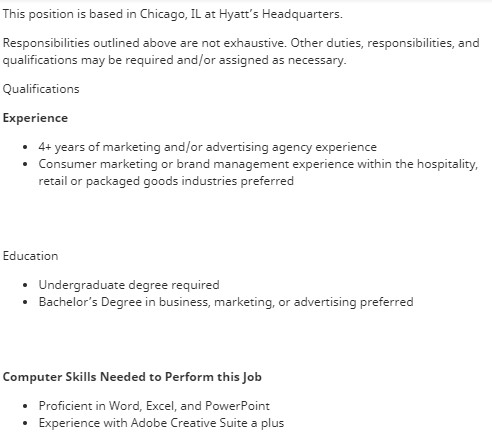 This position is based in Chicago, IL at Hyatt's Headquarters.
Responsibilities outlined above are not exhaustive. Other duties, responsibilities, and
qualifications may be required and/or assigned as necessary.
Qualifications
Experience
• 4+ years of marketing and/or advertising agency experience
• Consumer marketing or brand management experience within the hospitality,
retail or packaged goods industries preferred
Education
• Undergraduate degree required
• Bachelor's Degree in business, marketing, or advertising preferred
Computer Skills Needed to Perform this Job
• Proficient in Word, Excel, and PowerPoint
• Experience with Adobe Creative Suite a plus